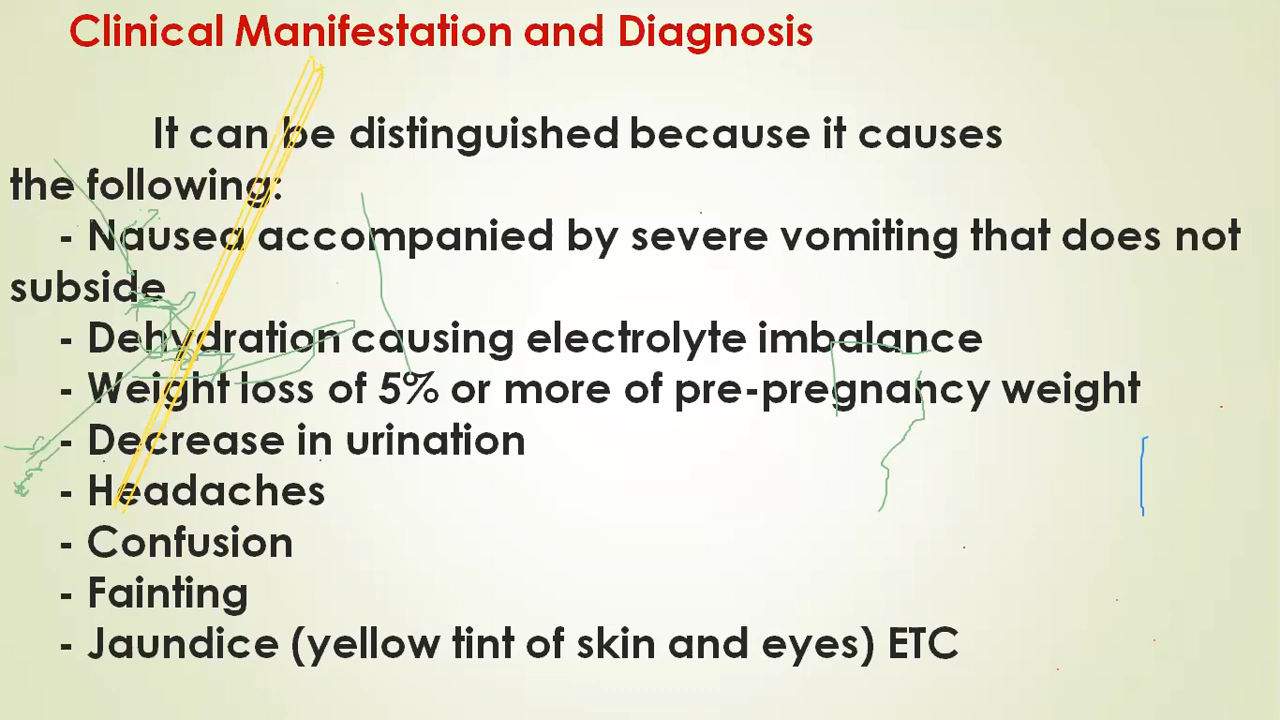 Clinical Manifestation and Diagnosis
It can be distinguished because it causes
the following:
- Nausea accompanied by severe vomiting that does not
subside
- Dehydration causing electrolyte imbalance
- Weight loss of 5% or more of pre-pregnancy weight
- Decrease in urination
- Headaches
- Confusion
- Fainting
- Jaundice (yellow tint of skin and eyes) ETC